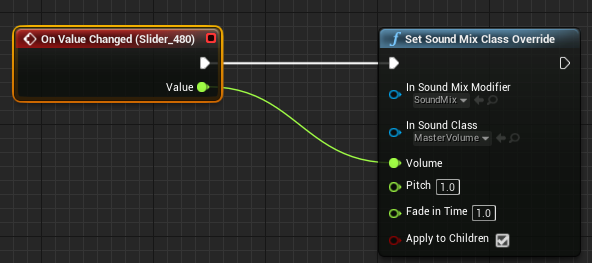 On Value Changed (Slider_480)
Value
f Set Sound Mix Class Override
In Sound Mix Modifier
SoundMix
In Sound Class
MasterVolume
Volume
Pitch 1.0
Fade in Time 1.0
Apply to Children